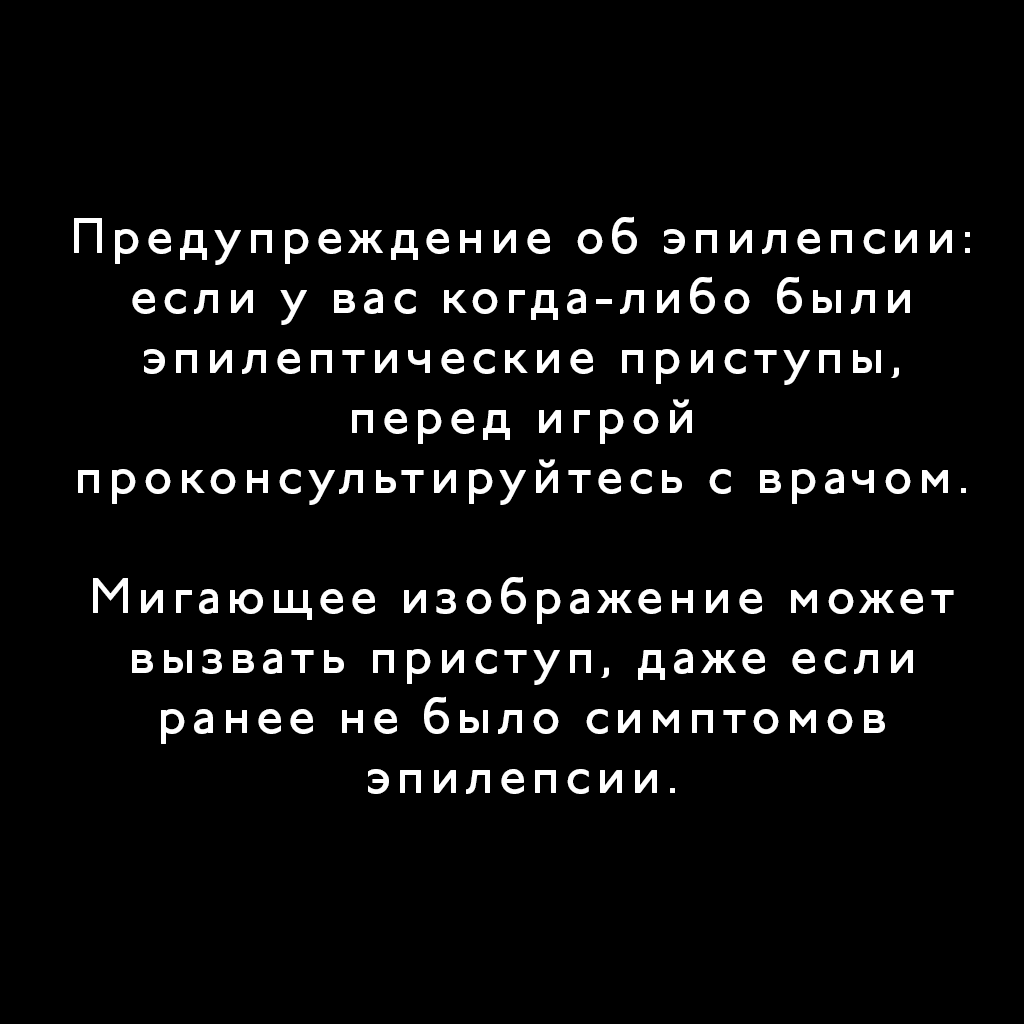 Предупреждение об эпилепсии:
если у вас когда-либо были
эпилептические приступы,
перед игрой
проконсультируйтесь с врачом.
Мигающее изображение может
вызвать приступ, даже если
ранее не было симптомов
эпилепсии.